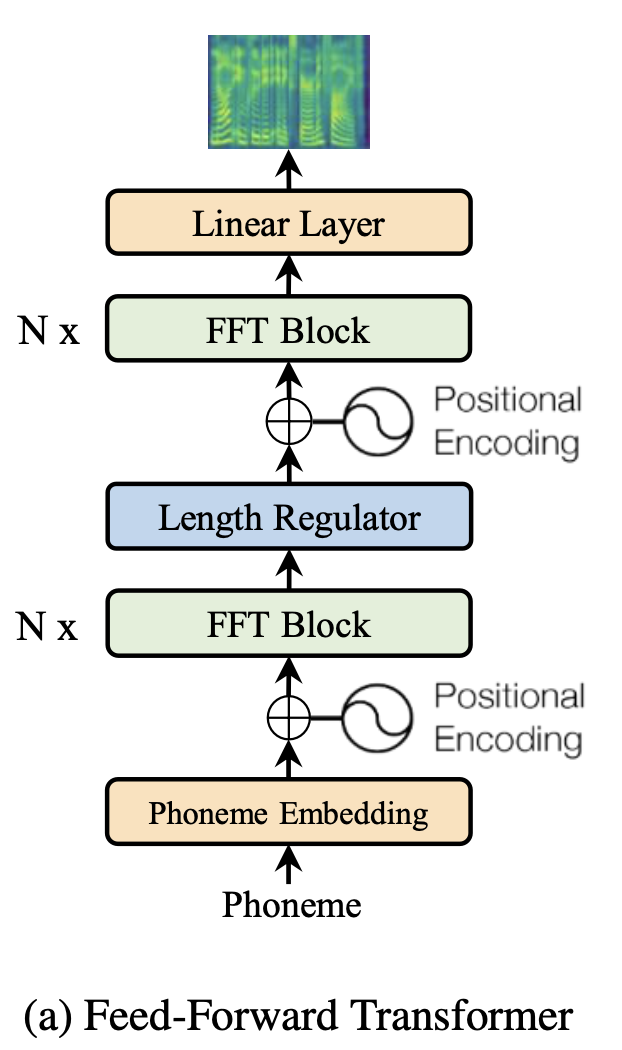 Linear Layer
N x
FFT Block
Positional
Encoding
Length Regulator
N x
FFT Block
Positional
Encoding
Phoneme Embedding
Phoneme
(a) Feed-Forward Transformer